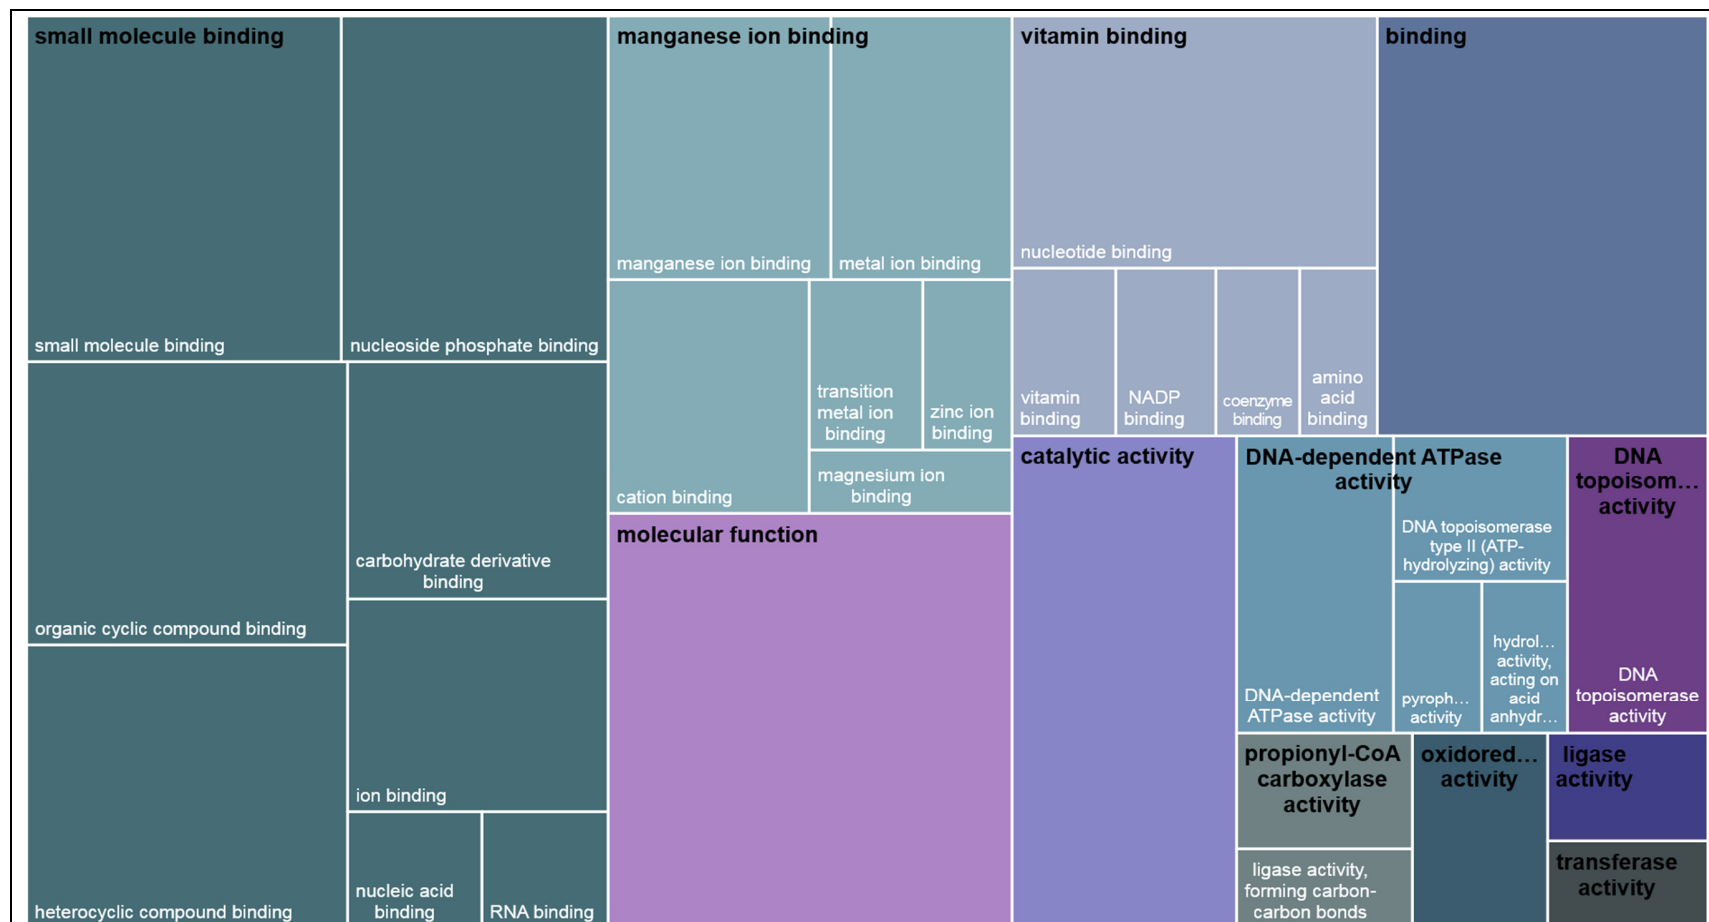 small molecule binding
small molecule binding
nucleoside phosphate binding
organic cyclic compound binding
carbohydrate derivative
binding
heterocyclic compound binding
ion binding
nucleic acid
binding
RNA binding
manganese ion binding
manganese ion binding
metal ion binding
cation binding
transition
metal ion
binding
zinc ion
binding
magnesium ion
binding
molecular function
vitamin binding
nucleotide binding
vitamin
binding
NADP
binding
coenzyme
binding
amino
acid
binding
binding
catalytic activity
DNA-dependent ATPase
activity
DNA-dependent
ATPase activity
DNA topoisomerase
type II (ATP-
hydrolyzing) activity
pyroph…
activity
hydrol…
activity,
acting on
acid
anhydr…
DNA
topoisom…
activity
DNA
topoisomerase
activity
propionyl-CoA
carboxylase
activity
ligase activity,
forming carbon-
carbon bonds
oxidored…
activity
ligase
activity
transferase
activity